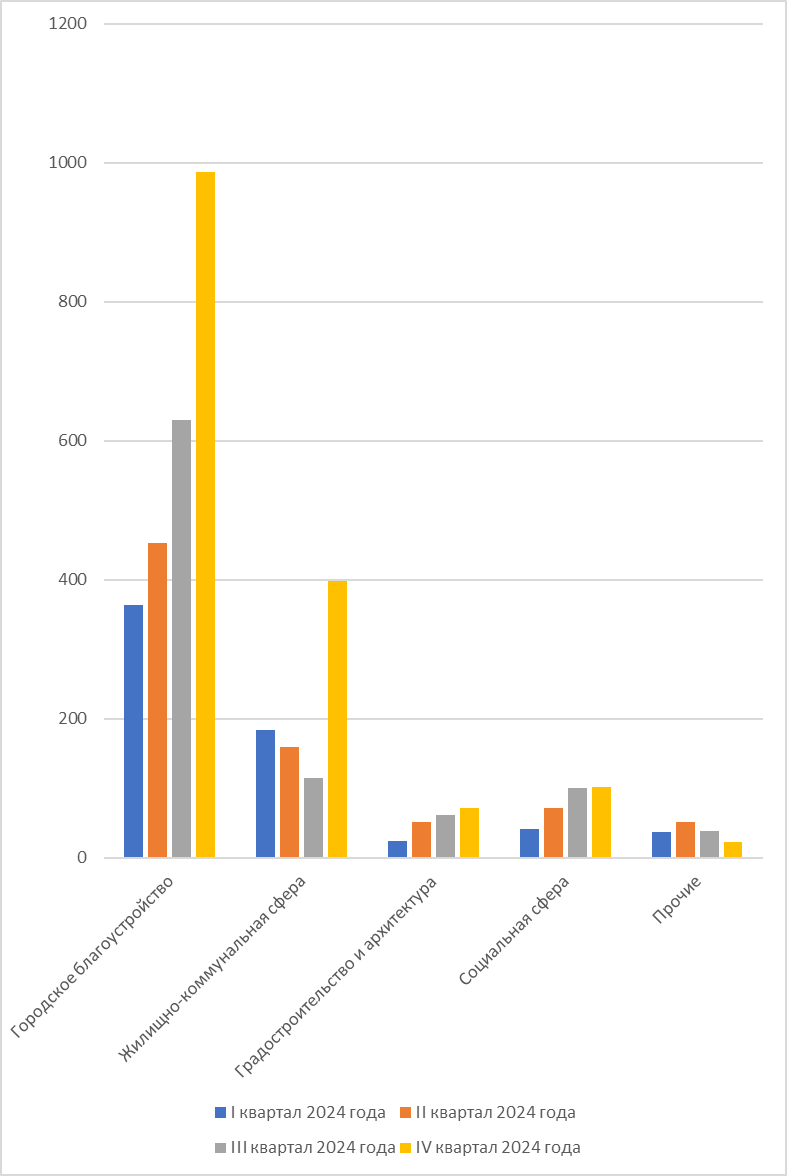 1200
1000
800
600
400
200
0
Городское благоустройство
Жилищно-коммунальная сфера
Градостроительство и архитектура
Социальная сфера
Прочие
I квартал 2024 года
II квартал 2024 года
III квартал 2024 года
IV квартал 2024 года